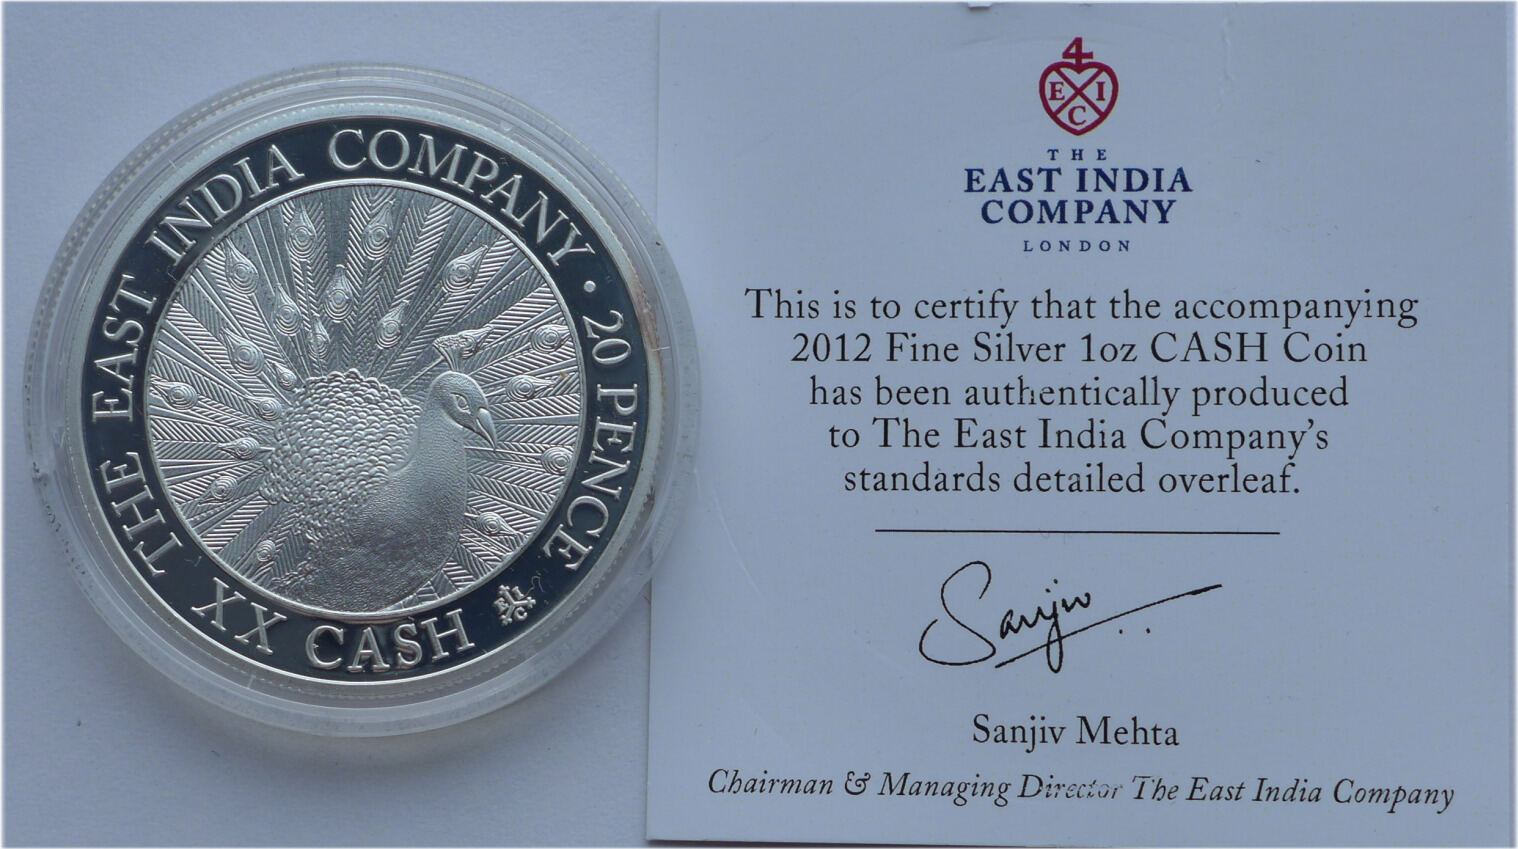 THE EAST INDIA COMPANY · 20 PENCE
XX CASH
E I C
4
E I
C
THE
EAST INDIA
COMPANY
LONDON
This is to certify that the accompanying
2012 Fine Silver 1oz CASH Coin
has been authentically produced
to The East India Company's
standards detailed overleaf.
Sanjiv
Sanjiv Mehta
Chairman & Managing Director The East India Company